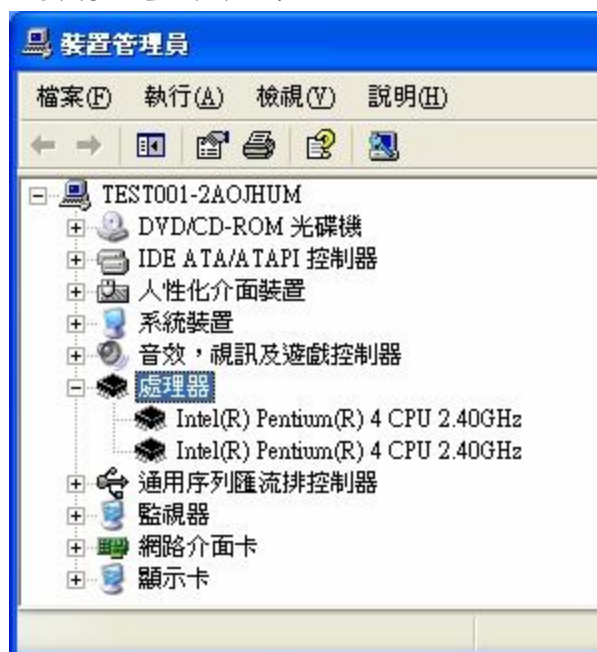 裝置管理員
檔案(F) 執行(A) 檢視(V) 說明(H)
TEST001-2AOJHUM
DVD/CD-ROM 光碟機
IDE ATA/ATAPI 控制器
人性化介面裝置
系統裝置
音效，視訊及遊戲控制器
處理器
Intel(R) Pentium(R) 4 CPU 2.40GHz
Intel(R) Pentium(R) 4 CPU 2.40GHz
通用序列匯流排控制器
監視器
網路介面卡
顯示卡